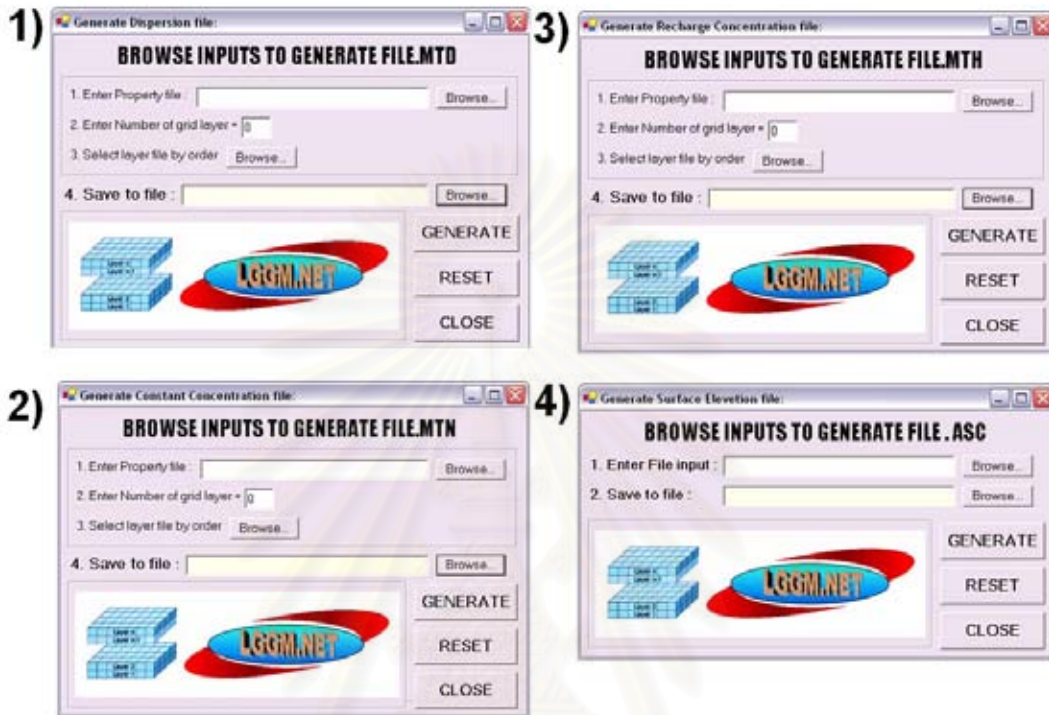 1)
Generate Dispersion file:
BROWSE INPUTS TO GENERATE FILE.MTD
1. Enter Property file :
Browse...
2. Enter Number of grid layer = 0
3. Select layer file by order Browse...
4. Save to file :
Browse...
GENERATE
LGGM.NET
RESET
CLOSE
2)
Generate Constant Concentration file:
BROWSE INPUTS TO GENERATE FILE.MTN
1. Enter Property file :
Browse...
2. Enter Number of grid layer = 0
3. Select layer file by order Browse...
4. Save to file :
Browse...
GENERATE
LGGM.NET
RESET
CLOSE
3)
Generate Recharge Concentration file:
BROWSE INPUTS TO GENERATE FILE.MTH
1. Enter Property file :
Browse...
2. Enter Number of grid layer = 0
3. Select layer file by order Browse...
4. Save to file :
Browse...
GENERATE
LGGM.NET
RESET
CLOSE
4)
Generate Surface Elevetion file:
BROWSE INPUTS TO GENERATE FILE . ASC
1. Enter File input :
Browse...
2. Save to file :
Browse...
GENERATE
LGGM.NET
RESET
CLOSE